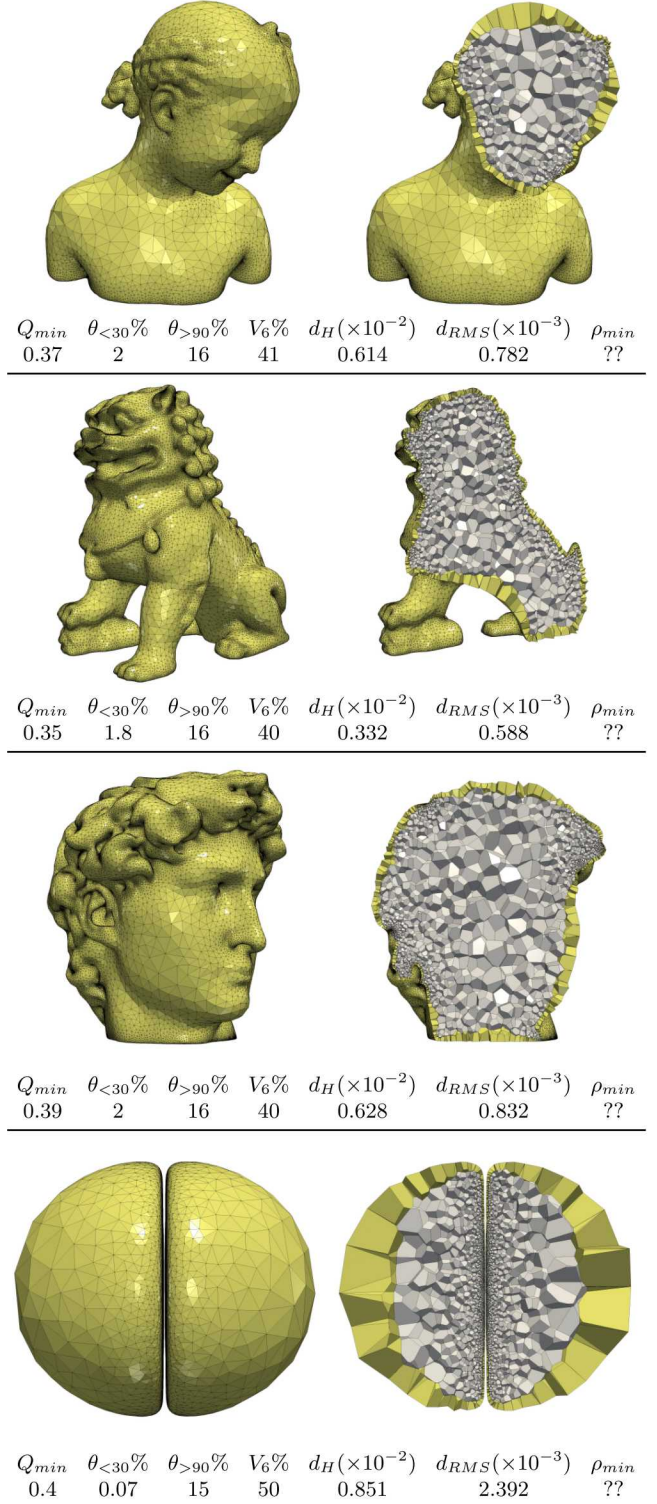 Q_{min} θ_{<30}% θ_{>90}% V_6% d_H(×10^{-2}) d_{RMS}(×10^{-3}) ρ_{min}
0.37 2 16 41 0.614 0.782 ??
Q_{min} θ_{<30}% θ_{>90}% V_6% d_H(×10^{-2}) d_{RMS}(×10^{-3}) ρ_{min}
0.35 1.8 16 40 0.332 0.588 ??
Q_{min} θ_{<30}% θ_{>90}% V_6% d_H(×10^{-2}) d_{RMS}(×10^{-3}) ρ_{min}
0.39 2 16 40 0.628 0.832 ??
Q_{min} θ_{<30}% θ_{>90}% V_6% d_H(×10^{-2}) d_{RMS}(×10^{-3}) ρ_{min}
0.4 0.07 15 50 0.851 2.392 ??